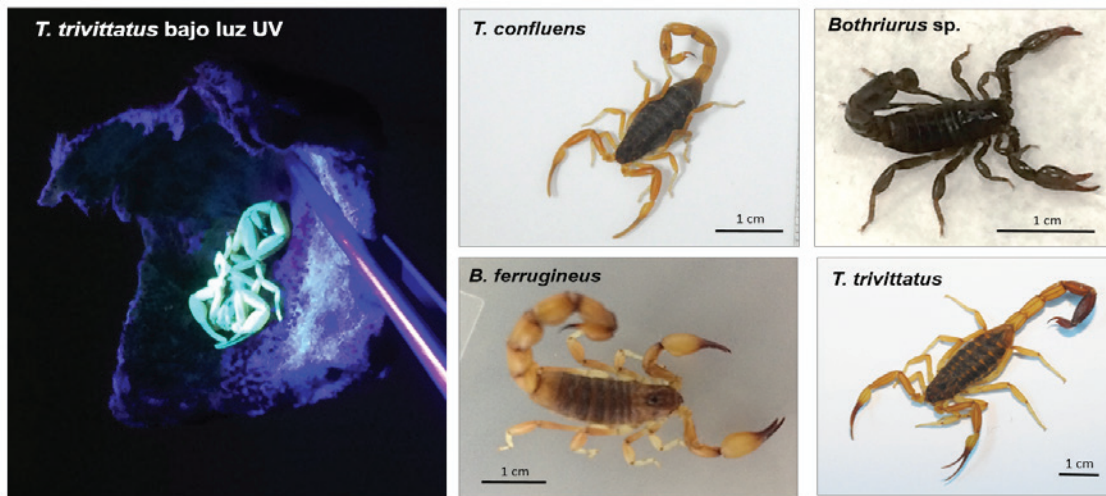 T. trivittatus bajo luz UV
T. confluens
1 cm
Bothriurus sp.
1 cm
B. ferrugineus
1 cm
T. trivittatus
1 cm